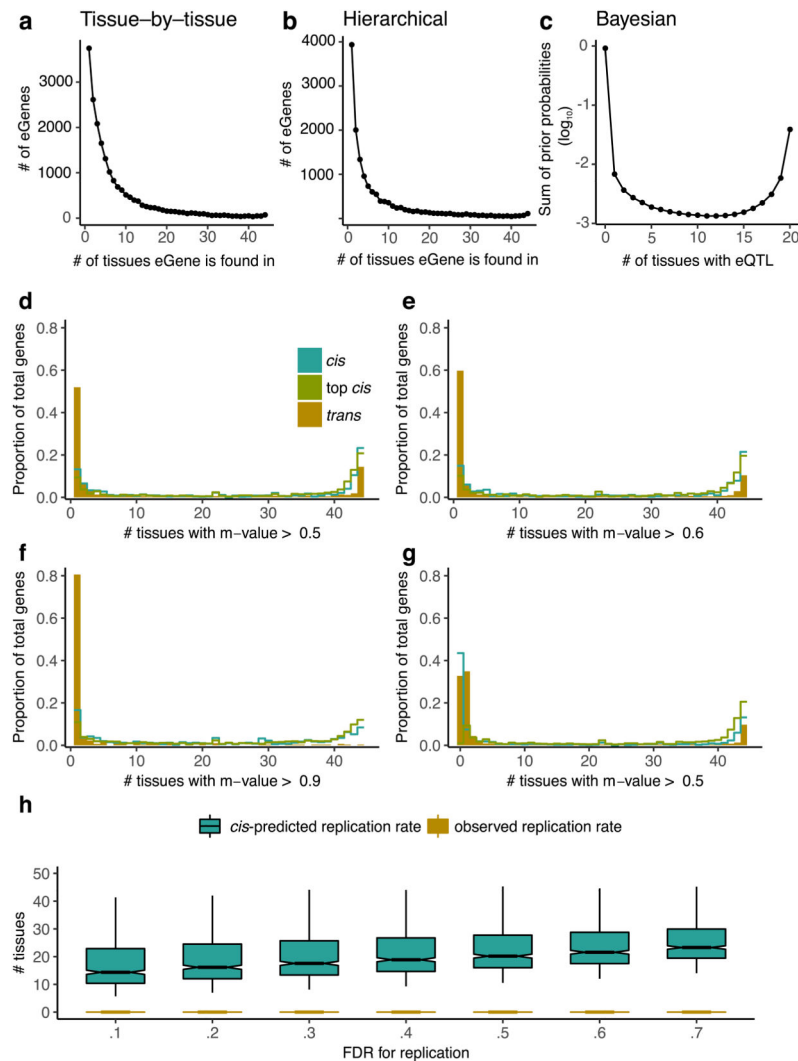 a Tissue–by–tissue
b Hierarchical
c Bayesian
# of eGenes
3000
2000
1000
0
0 10 20 30 40
# of tissues eGene is found in
# of eGenes
4000
3000
2000
1000
0
0 10 20 30 40
# of tissues eGene is found in
Sum of prior probabilities
(log10)
-0
-1
-2
-3
0 5 10 15 20
# of tissues with eQTL
d
Proportion of total genes
0.8
0.6
0.4
0.2
0.0
cis
top cis
trans
0 10 20 30 40
# tissues with m−value > 0.5
e
Proportion of total genes
0.8
0.6
0.4
0.2
0.0
0 10 20 30 40
# tissues with m−value > 0.6
f
Proportion of total genes
0.8
0.6
0.4
0.2
0.0
0 10 20 30 40
# tissues with m−value > 0.9
g
Proportion of total genes
0.8
0.6
0.4
0.2
0.0
0 10 20 30 40
# tissues with m−value > 0.5
h
cis-predicted replication rate observed replication rate
# tissues
50
40
30
20
10
0
.1 .2 .3 .4 .5 .6 .7
FDR for replication